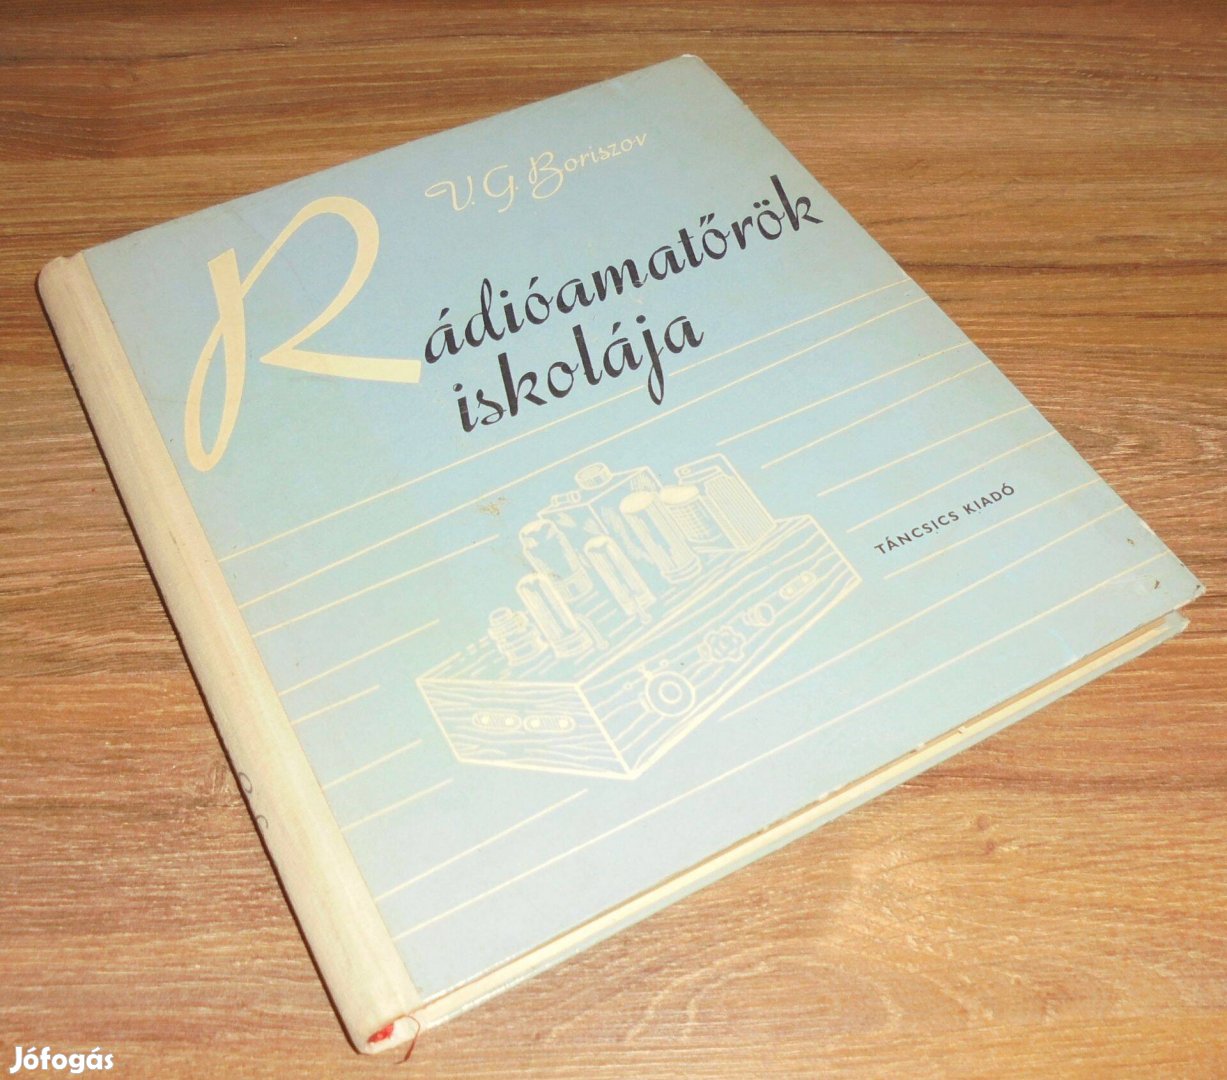 V. G. Boriszov
Rádióamatőrök
iskolája
TÁNCSICS KIADÓ
Jófogás